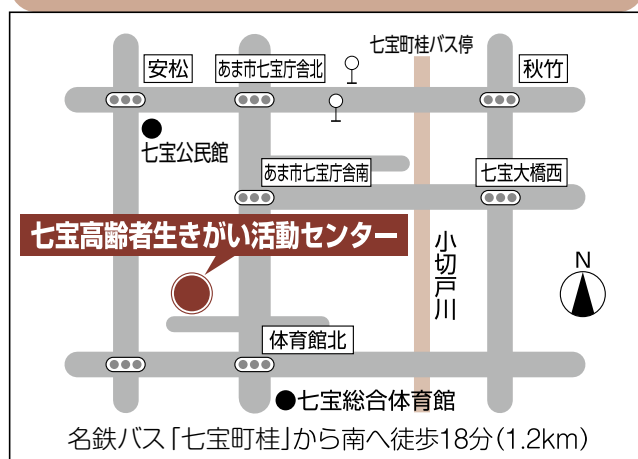 七宝町桂バス停
安松
あま市七宝庁舎北
秋竹
七宝公民館
あま市七宝庁舎南
七宝大橋西
七宝高齢者生きがい活動センター
小切戸川
N
体育館北
七宝総合体育館
名鉄バス「七宝町桂」から南へ徒歩18分(1.2km)